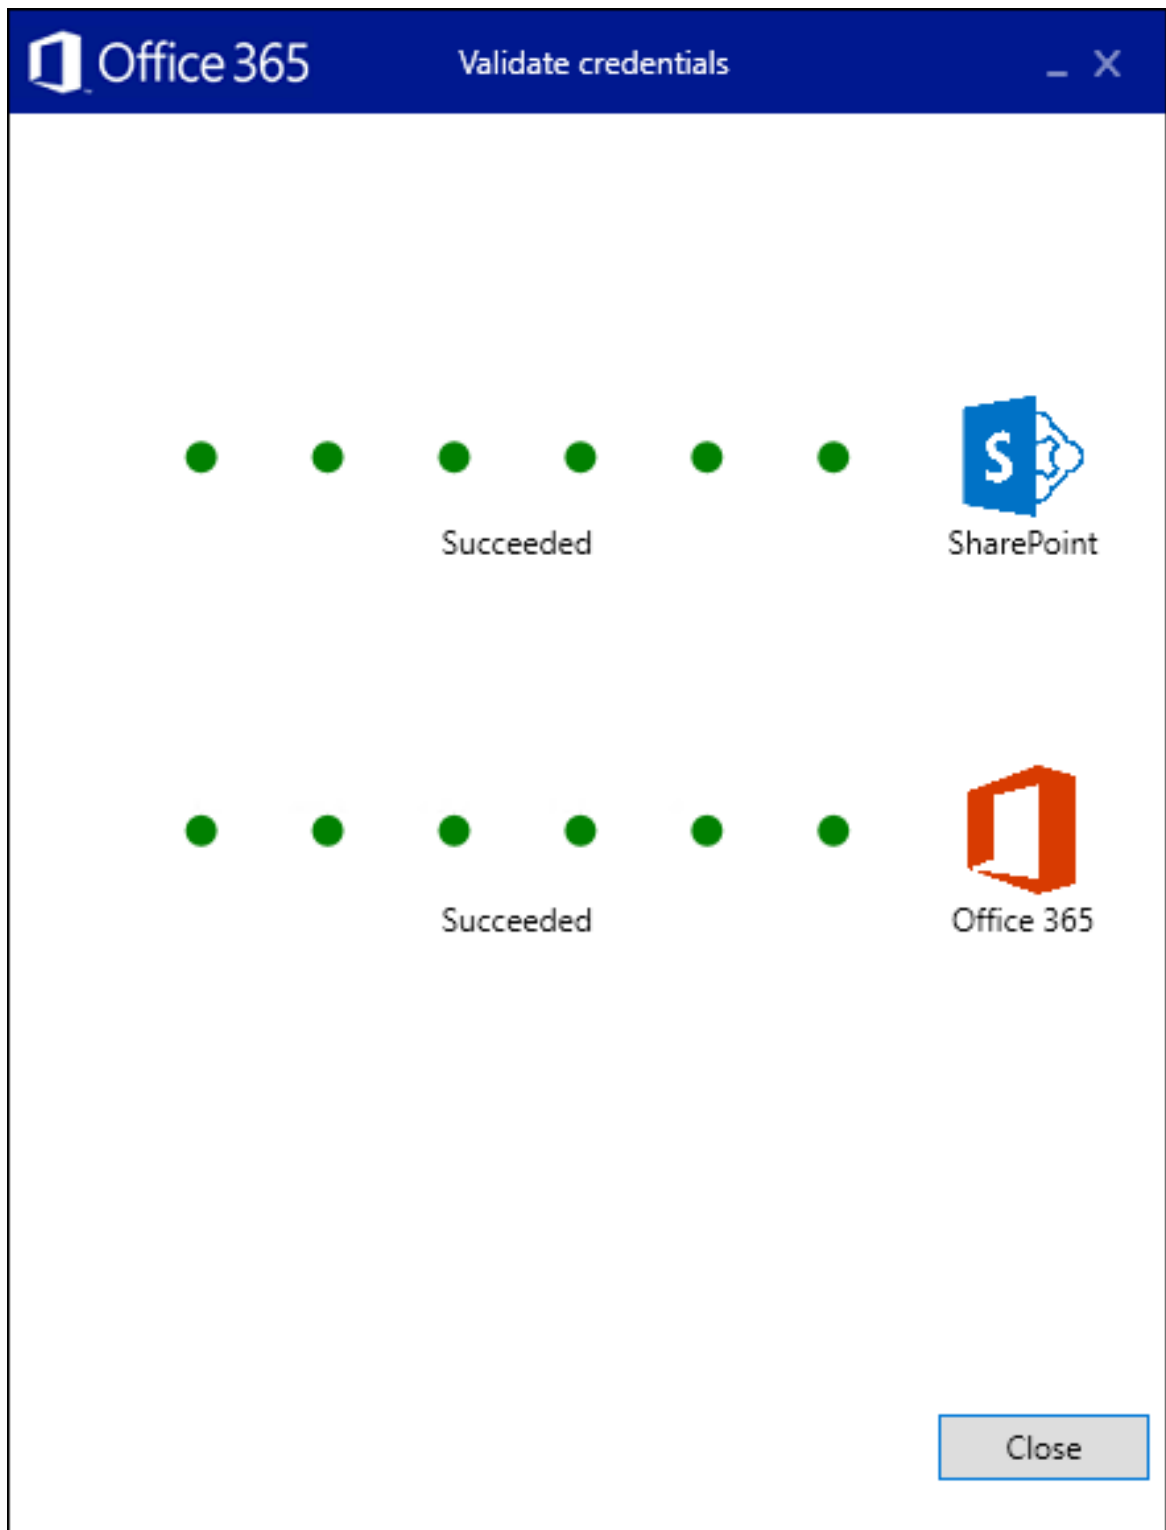 Office 365
Validate credentials
S
Succeeded
SharePoint
Succeeded
Office 365
Close